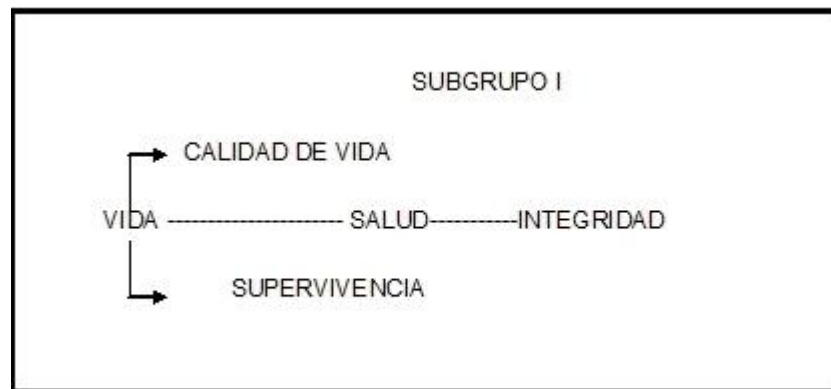 SUBGRUPO I
CALIDAD DE VIDA
VIDA ---------------------- SALUD-----------INTEGRIDAD
SUPERVIVENCIA